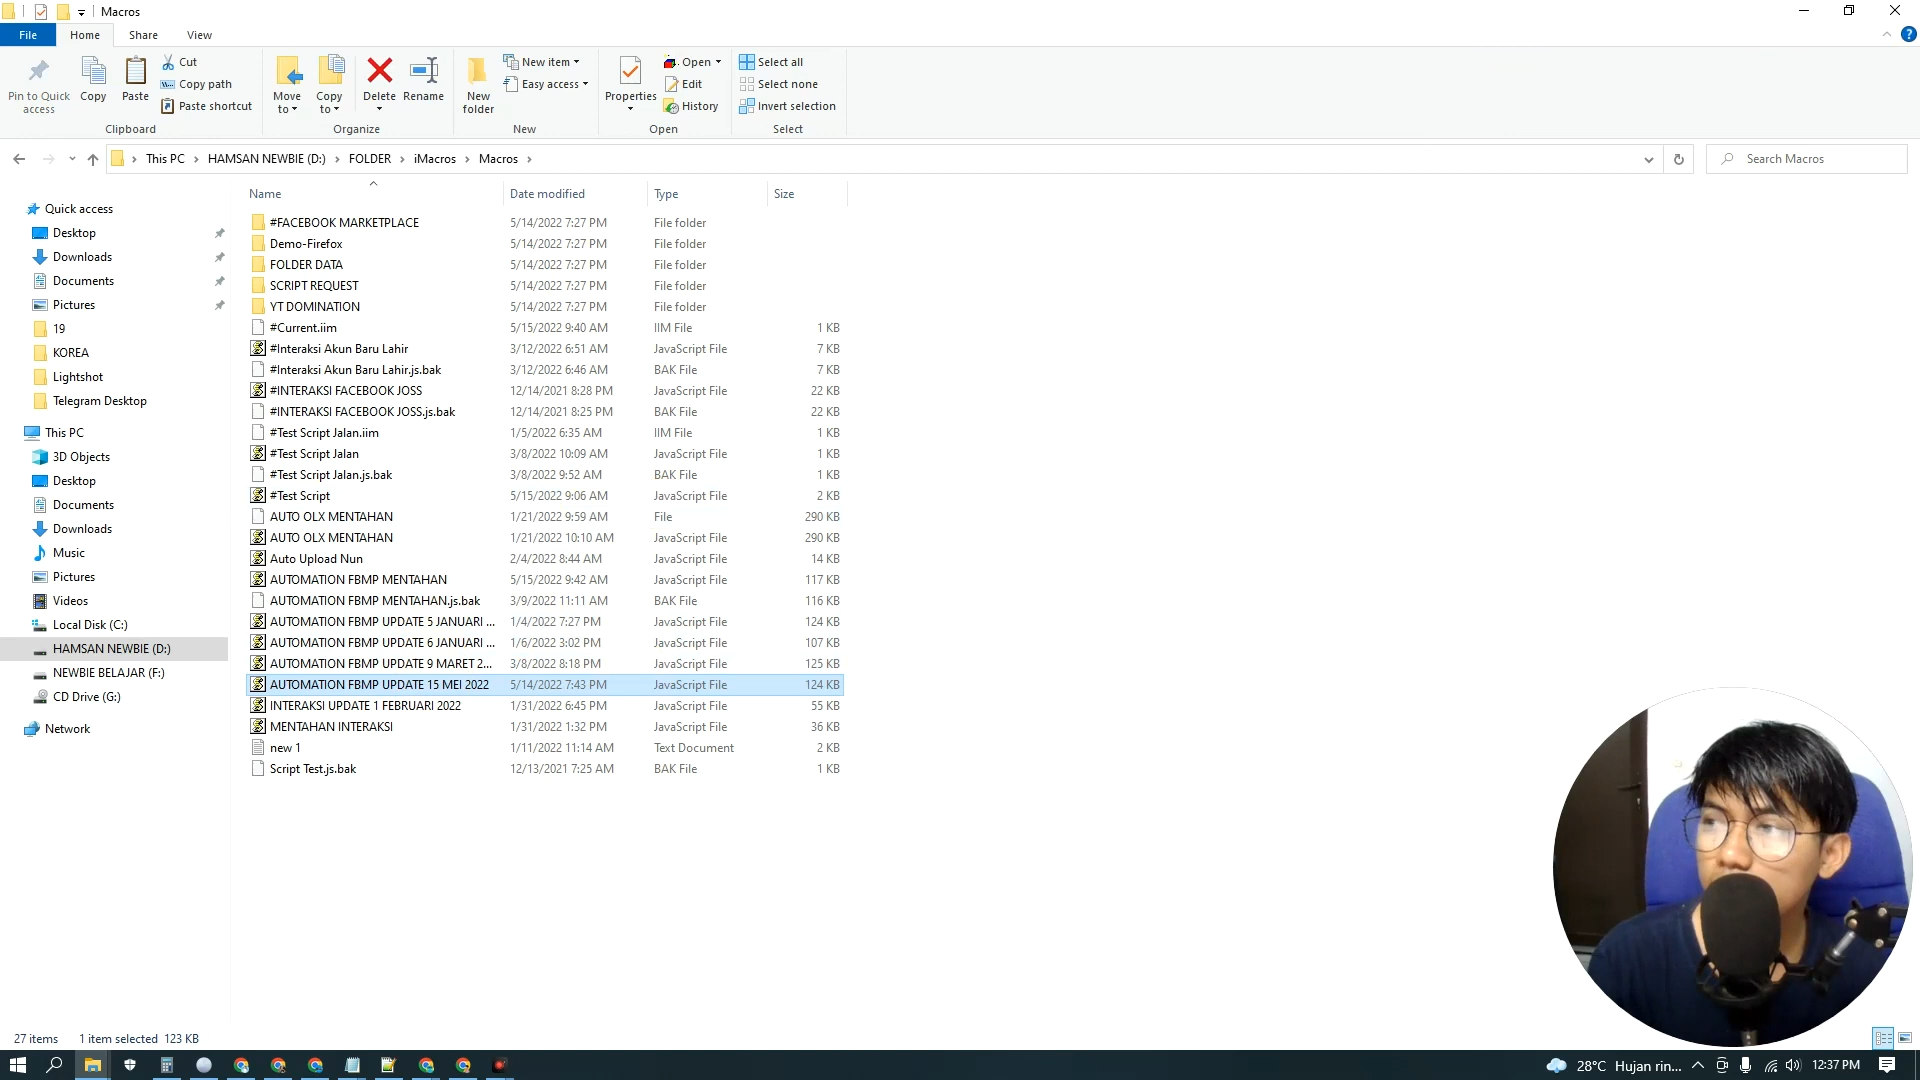 Macros
File Home Share View
Pin to Quick access
Copy
Paste
Cut
Copy path
Paste shortcut
Clipboard
Move to
Copy to
Delete
Rename
Organize
New folder
New item
Easy access
New
Properties
Open
Edit
History
Open
Select all
Select none
Invert selection
Select
This PC > HAMSAN NEWBIE (D:) > FOLDER > iMacros > Macros >
Search Macros
Name Date modified Type Size
Quick access
Desktop
Downloads
Documents
Pictures
19
KOREA
Lightshot
Telegram Desktop
This PC
3D Objects
Desktop
Documents
Downloads
Music
Pictures
Videos
Local Disk (C:)
HAMSAN NEWBIE (D:)
NEWBIE BELAJAR (F:)
CD Drive (G:)
Network
#FACEBOOK MARKETPLACE 5/14/2022 7:27 PM File folder
Demo-Firefox 5/14/2022 7:27 PM File folder
FOLDER DATA 5/14/2022 7:27 PM File folder
SCRIPT REQUEST 5/14/2022 7:27 PM File folder
YT DOMINATION 5/14/2022 7:27 PM File folder
#Current.iim 5/15/2022 9:40 AM IIM File 1 KB
#Interaksi Akun Baru Lahir 3/12/2022 6:51 AM JavaScript File 7 KB
#Interaksi Akun Baru Lahir.js.bak 3/12/2022 6:46 AM BAK File 7 KB
#INTERAKSI FACEBOOK JOSS 12/14/2021 8:28 PM JavaScript File 22 KB
#INTERAKSI FACEBOOK JOSS.js.bak 12/14/2021 8:25 PM BAK File 22 KB
#Test Script Jalan.iim 1/5/2022 6:35 AM IIM File 1 KB
#Test Script Jalan 3/8/2022 10:09 AM JavaScript File 1 KB
#Test Script Jalan.js.bak 3/8/2022 9:52 AM BAK File 1 KB
#Test Script 5/15/2022 9:06 AM JavaScript File 2 KB
AUTO OLX MENTAHAN 1/21/2022 9:59 AM File 290 KB
AUTO OLX MENTAHAN 1/21/2022 10:10 AM JavaScript File 290 KB
Auto Upload Nun 2/4/2022 8:44 AM JavaScript File 14 KB
AUTOMATION FBMP MENTAHAN 5/15/2022 9:42 AM JavaScript File 117 KB
AUTOMATION FBMP MENTAHAN.js.bak 3/9/2022 11:11 AM BAK File 116 KB
AUTOMATION FBMP UPDATE 5 JANUARI ... 1/4/2022 7:27 PM JavaScript File 124 KB
AUTOMATION FBMP UPDATE 6 JANUARI ... 1/6/2022 3:02 PM JavaScript File 107 KB
AUTOMATION FBMP UPDATE 9 MARET 2... 3/8/2022 8:18 PM JavaScript File 125 KB
AUTOMATION FBMP UPDATE 15 MEI 2022 5/14/2022 7:43 PM JavaScript File 124 KB
INTERAKSI UPDATE 1 FEBRUARI 2022 1/31/2022 6:45 PM JavaScript File 55 KB
MENTAHAN INTERAKSI 1/31/2022 1:32 PM JavaScript File 36 KB
new 1 1/11/2022 11:14 AM Text Document 2 KB
Script Test.js.bak 12/13/2021 7:25 AM BAK File 1 KB
27 items 1 item selected 123 KB
28°C Hujan rin... 12:37 PM